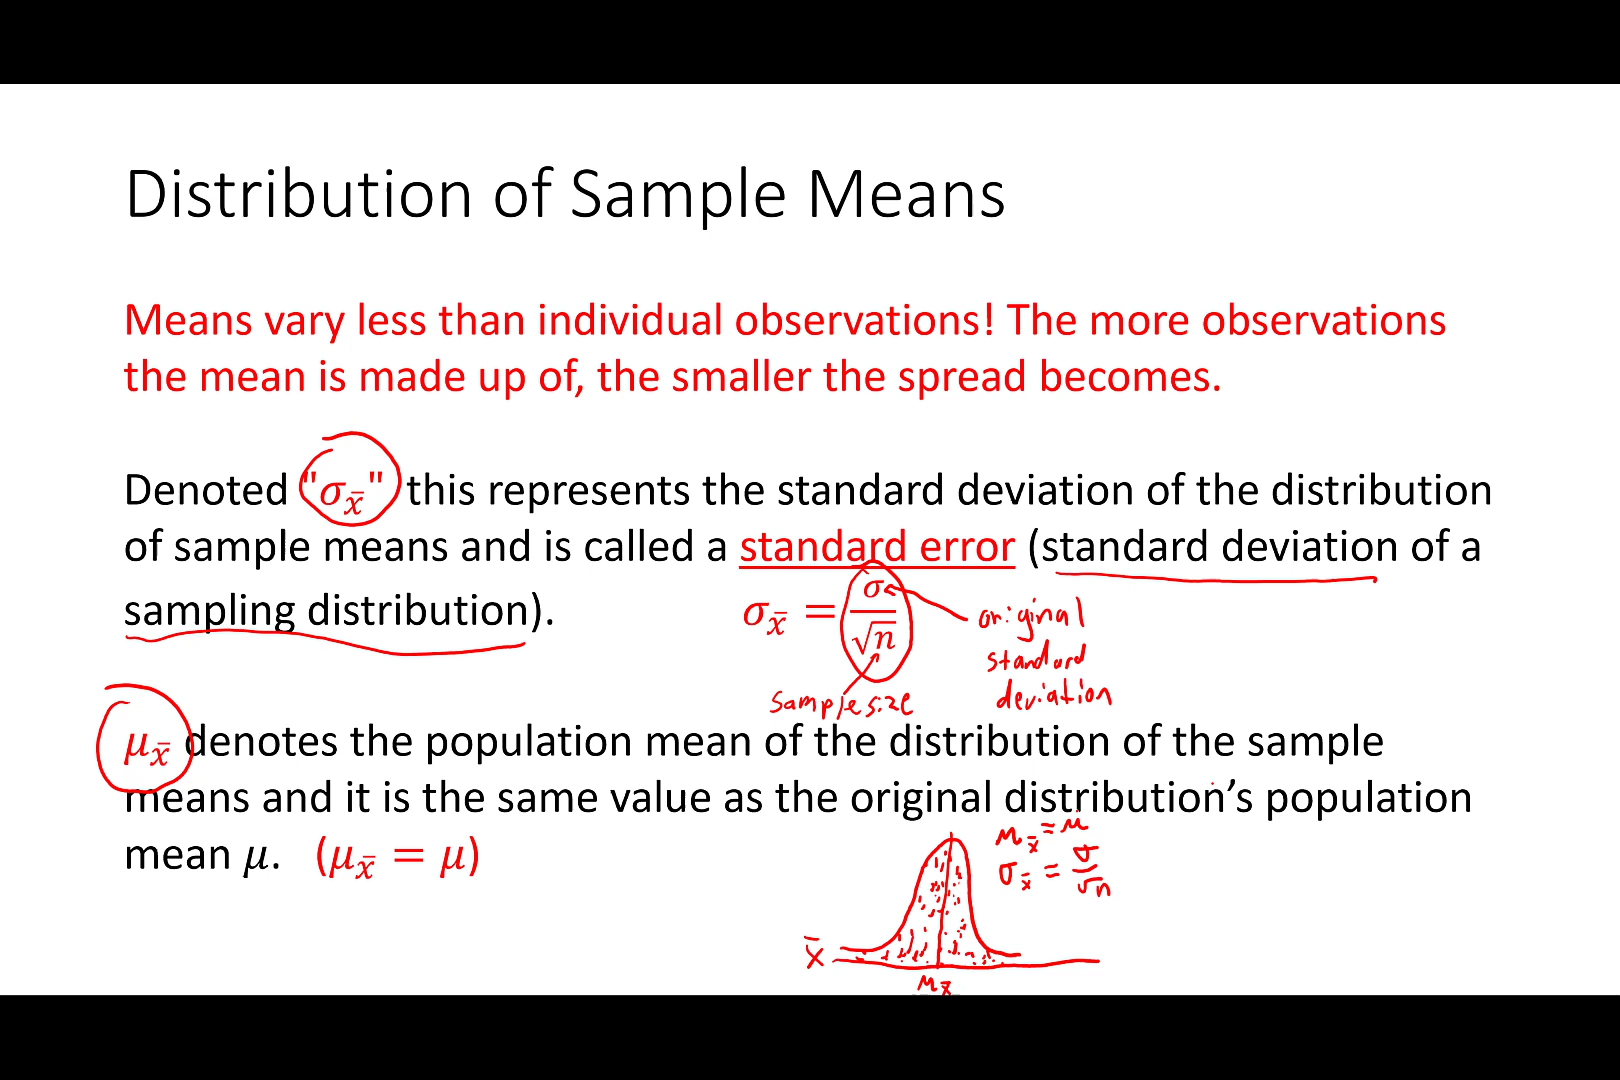 Distribution of Sample Means
Means vary less than individual observations! The more observations
the mean is made up of, the smaller the spread becomes.
Denoted "σx̄" this represents the standard deviation of the distribution
of sample means and is called a standard error (standard deviation of a
sampling distribution).
σx̄ = σ/√n
original
standard
deviation
sample size
μx̄ denotes the population mean of the distribution of the sample
means and it is the same value as the original distribution's population
mean μ. (μx̄ = μ)
μx̄ = μ
σx̄ = σ/√n
x̄
μx̄